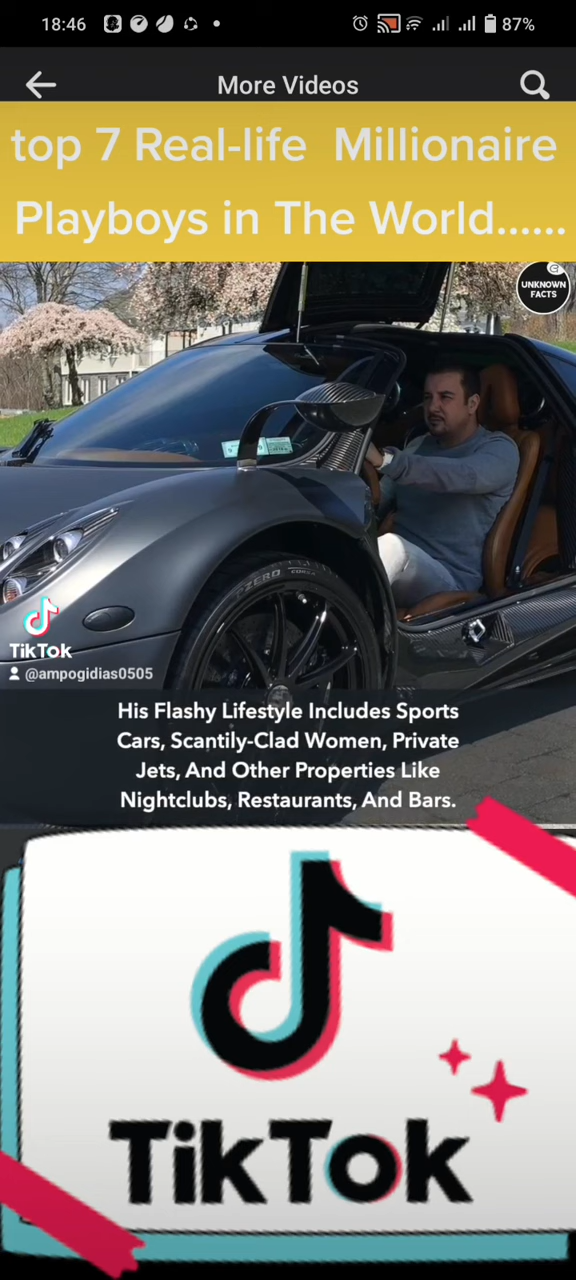 18:46
87%
More Videos
top 7 Real-life Millionaire
Playboys in The World......
UNKNOWN
FACTS
P-ZERO
TikTok
@ampogidias0505
His Flashy Lifestyle Includes Sports
Cars, Scantily-Clad Women, Private
Jets, And Other Properties Like
Nightclubs, Restaurants, And Bars.
TikTok